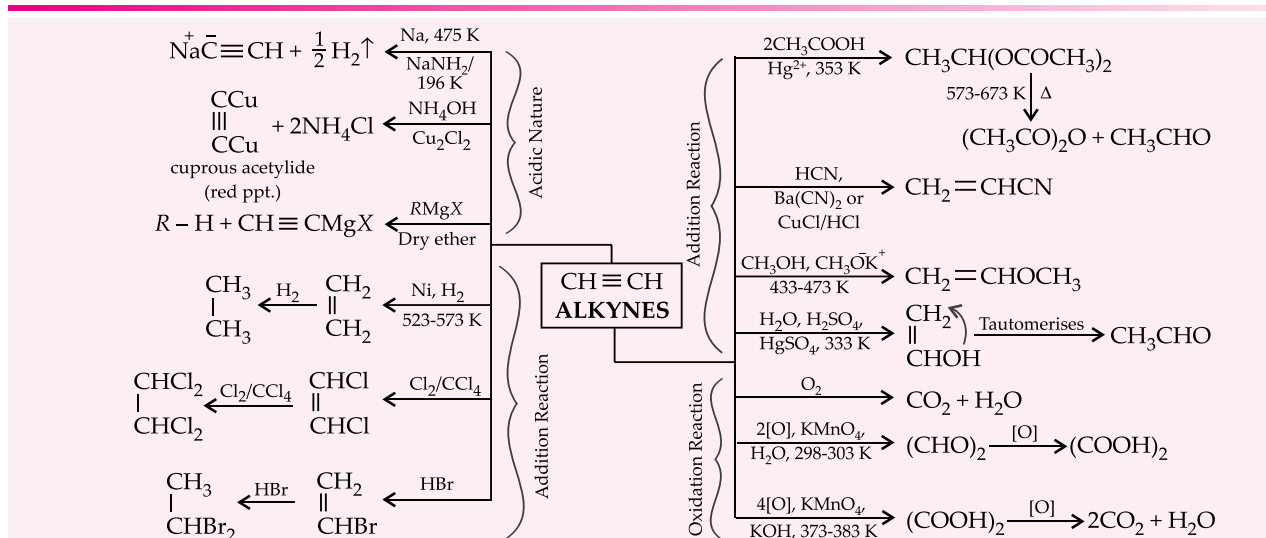 Na⁺C̄≡CH + 1/2 H₂↑
Na, 475 K
NaNH₂/
196 K
CCu
≡
CCu
+ 2NH₄Cl
NH₄OH
Cu₂Cl₂
cuprous acetylide
(red ppt.)
R – H + CH≡CMgX
RMgX
Dry ether
Acidic Nature
CH₃
CH₃
H₂
CH₂
CH₂
Ni, H₂
523-573 K
CHCl₂
CHCl₂
Cl₂/CCl₄
CHCl
CHCl
Cl₂/CCl₄
CH₃
CHBr₂
HBr
CH₂
CHBr
HBr
Addition Reaction
CH≡CH
ALKYNES
Addition Reaction
2CH₃COOH
Hg²⁺, 353 K
CH₃CH(OCOCH₃)₂
573-673 K Δ
(CH₃CO)₂O + CH₃CHO
HCN,
Ba(CN)₂ or
CuCl/HCl
CH₂=CHCN
CH₃OH, CH₃O⁻K⁺
433-473 K
CH₂=CHOCH₃
H₂O, H₂SO₄,
HgSO₄, 333 K
CH₂
CHOH
Tautomerises
CH₃CHO
Oxidation Reaction
O₂
CO₂ + H₂O
2[O], KMnO₄,
H₂O, 298-303 K
(CHO)₂
[O]
(COOH)₂
4[O], KMnO₄,
KOH, 373-383 K
(COOH)₂
[O]
2CO₂ + H₂O